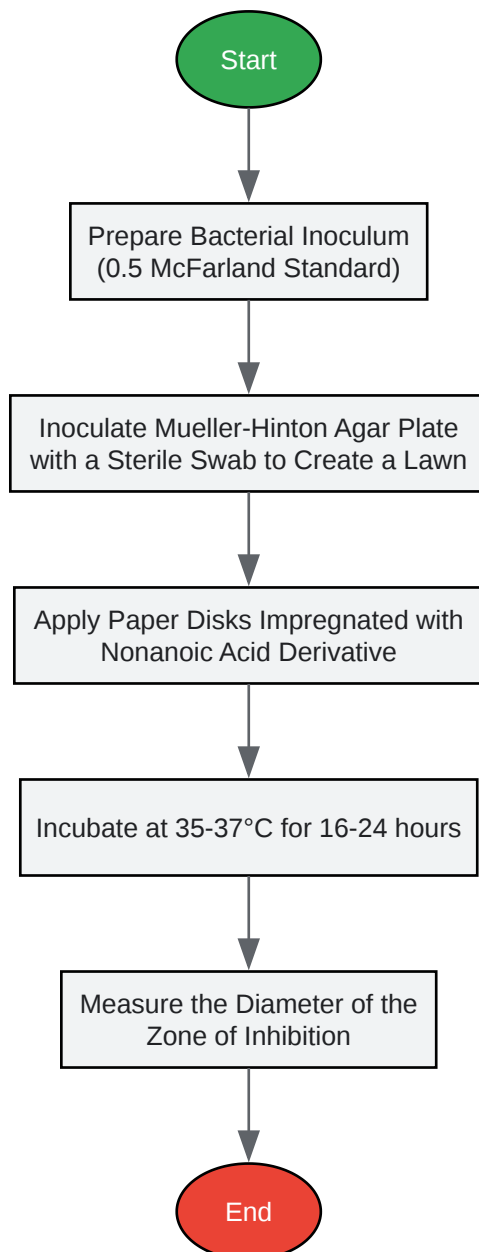 Start
Prepare Bacterial Inoculum
(0.5 McFarland Standard)
Inoculate Mueller-Hinton Agar Plate
with a Sterile Swab to Create a Lawn
Apply Paper Disks Impregnated with
Nonanoic Acid Derivative
Incubate at 35-37°C for 16-24 hours
Measure the Diameter of the
Zone of Inhibition
End